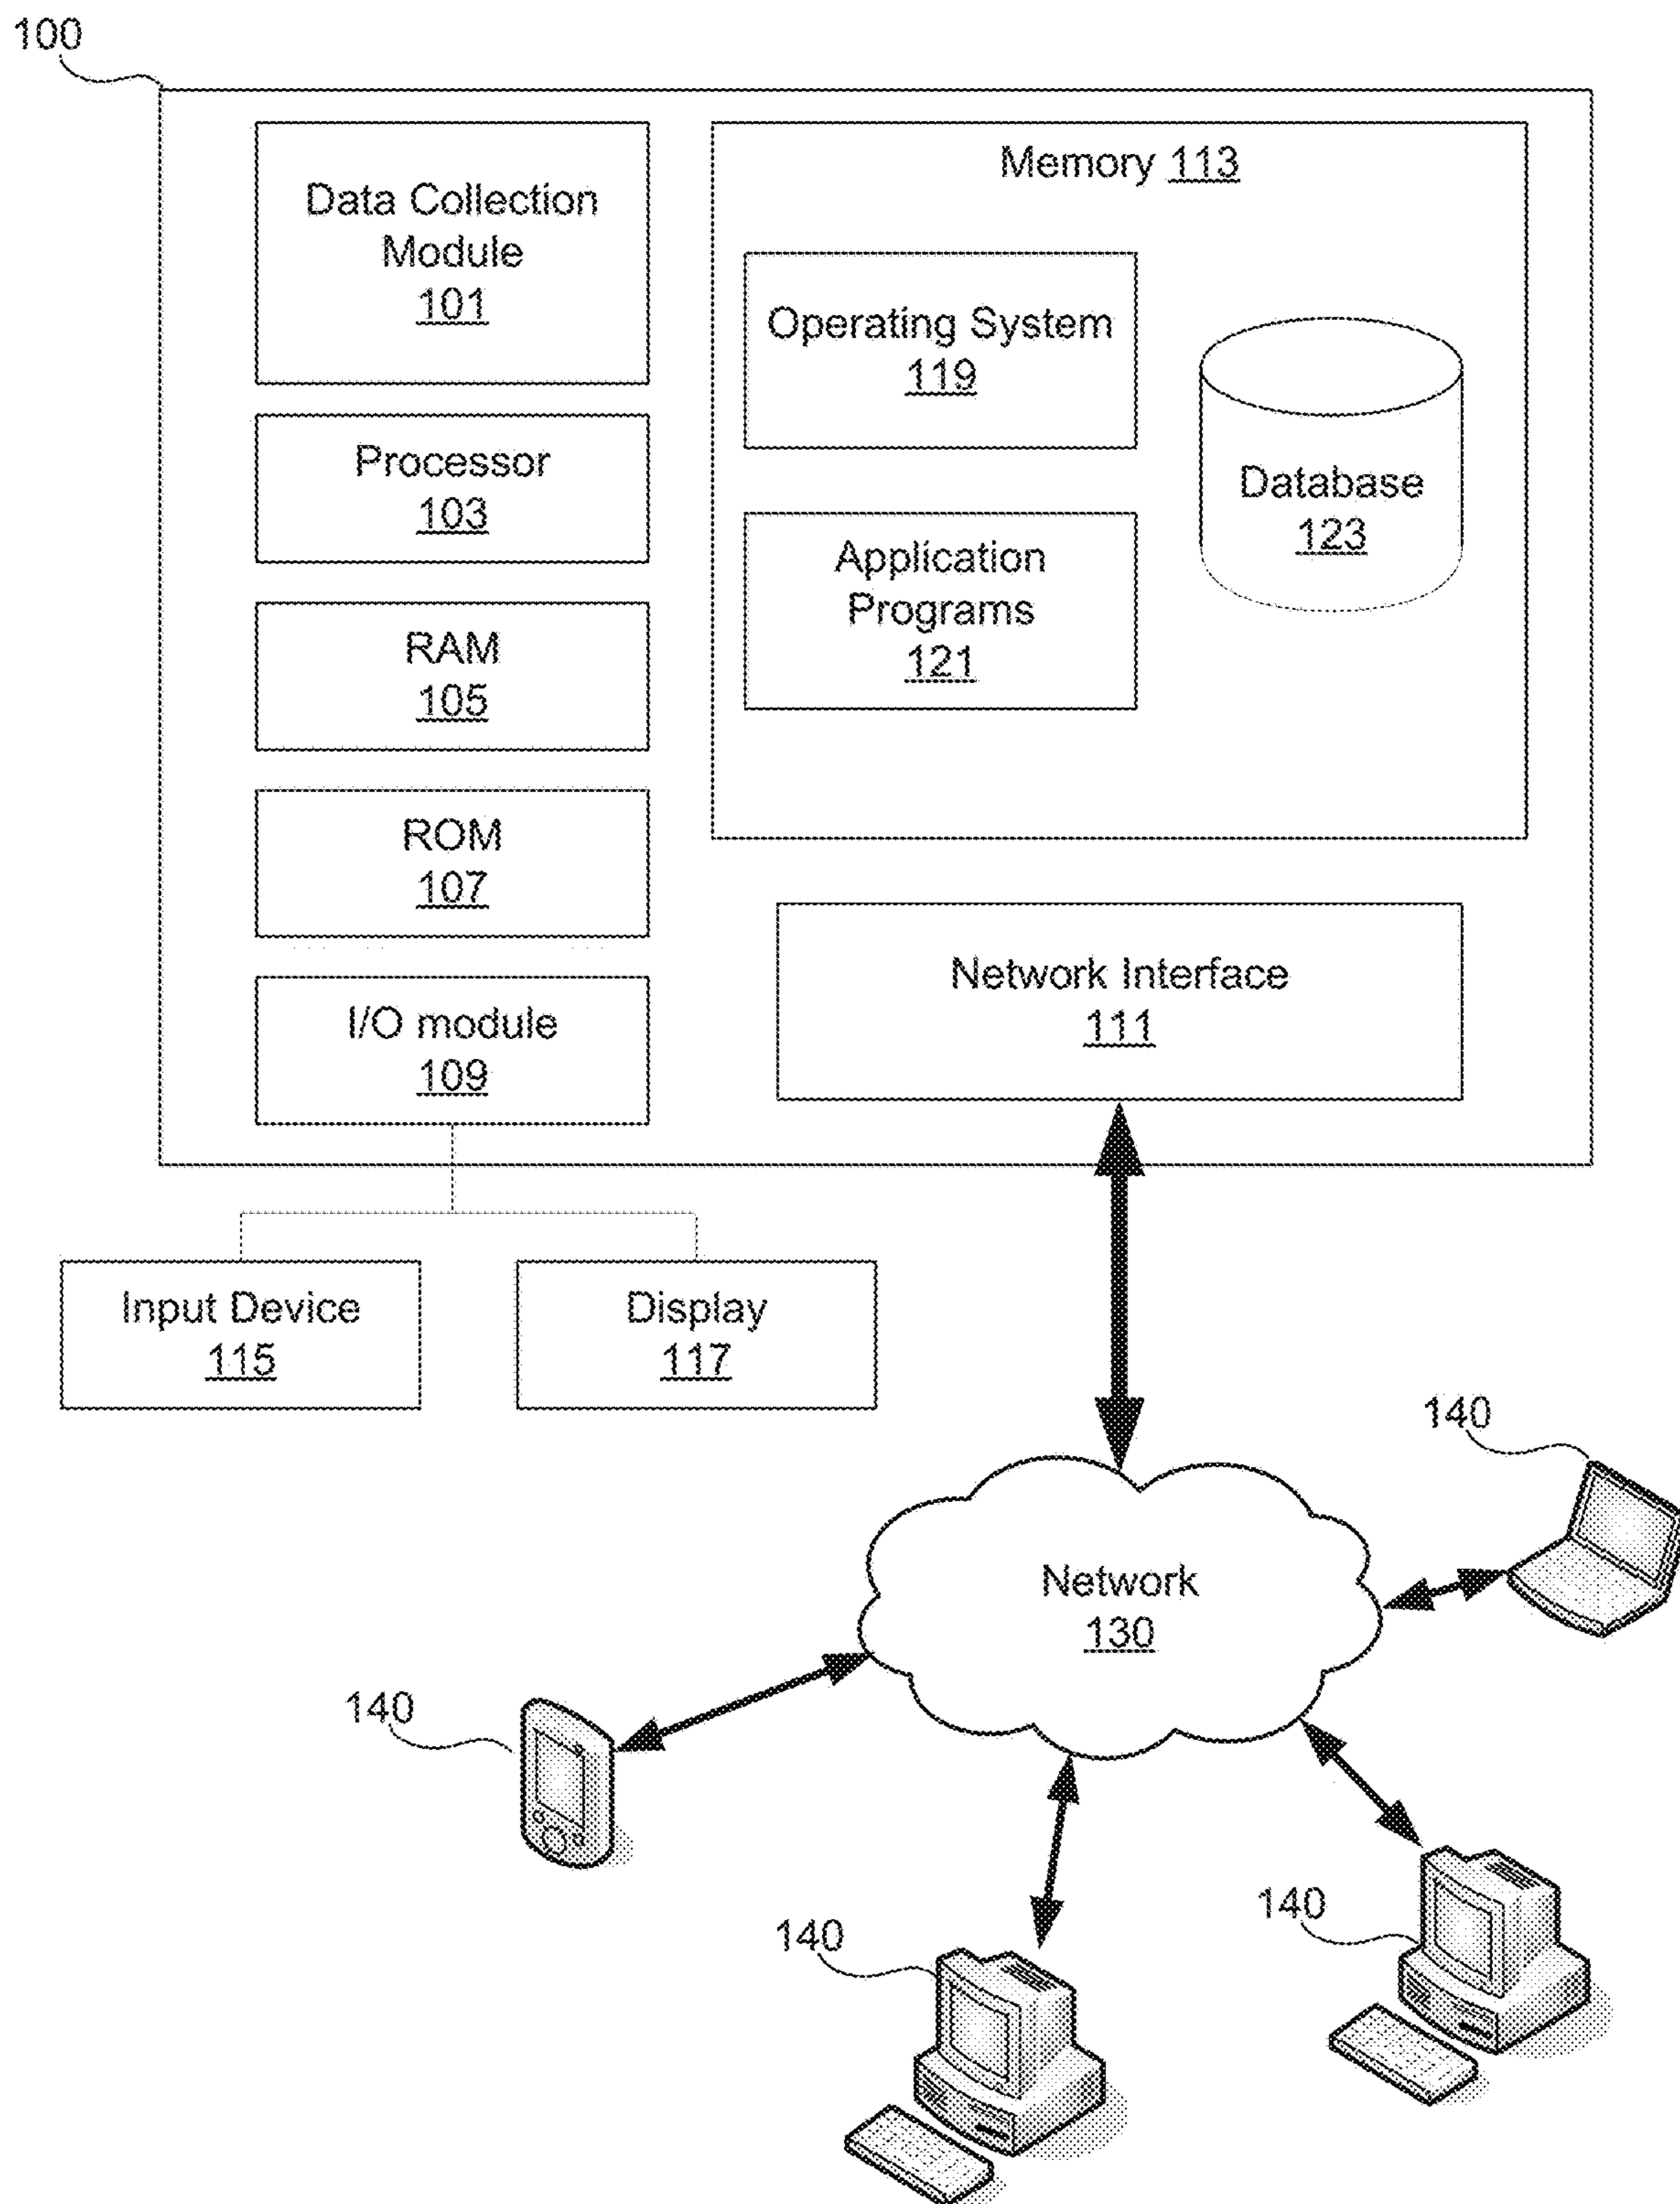 100
Data Collection
Module
101
Processor
103
RAM
105
ROM
107
I/O module
109
Memory 113
Operating System
119
Application
Programs
121
Database
123
Network Interface
111
Input Device
115
Display
117
Network
130
140
140
140
140